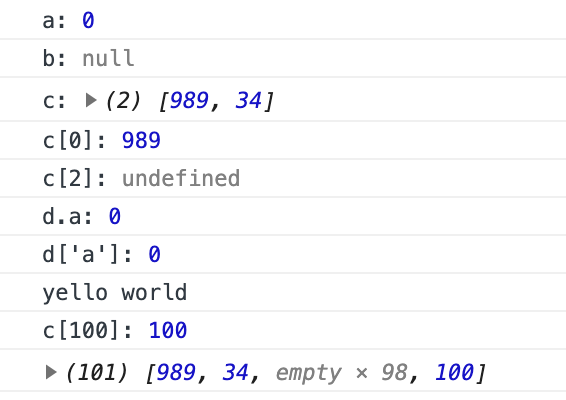 a: 0
b: null
c: ▶(2) [989, 34]
c[0]: 989
c[2]: undefined
d.a: 0
d['a']: 0
yello world
c[100]: 100
▶(101) [989, 34, empty × 98, 100]